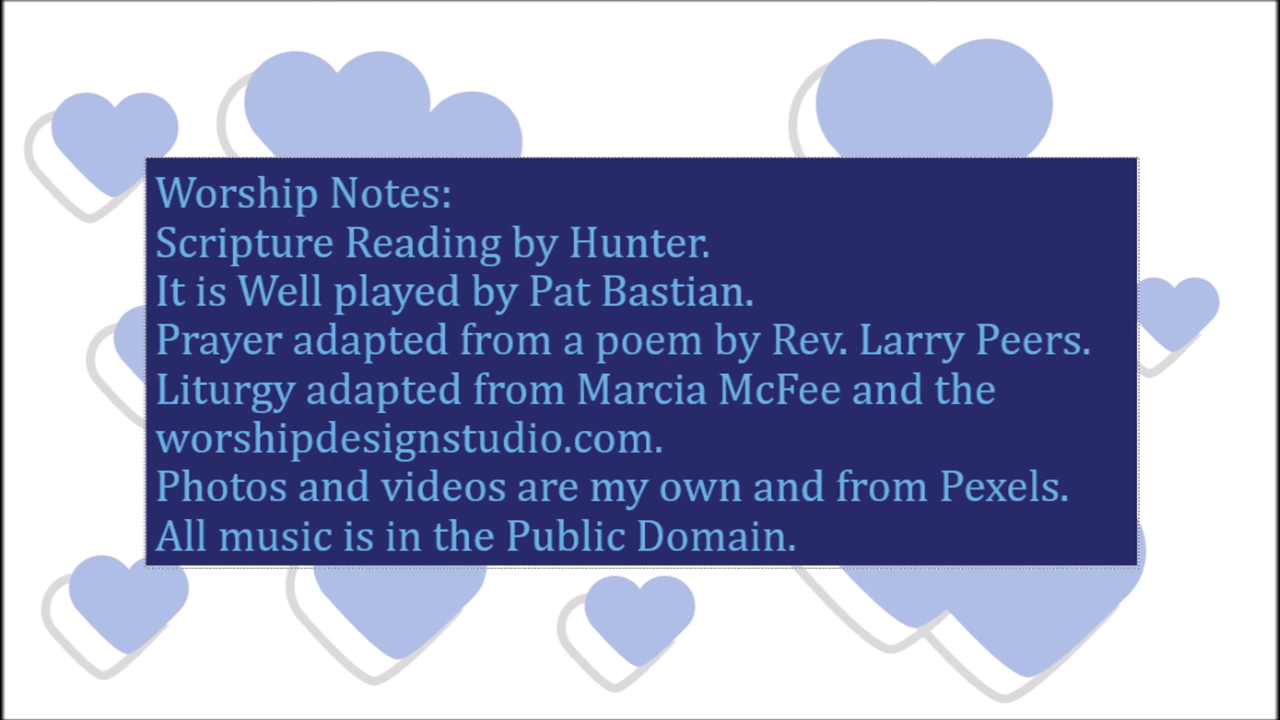 Worship Notes:
Scripture Reading by Hunter.
It is Well played by Pat Bastian.
Prayer adapted from a poem by Rev. Larry Peers.
Liturgy adapted from Marcia McFee and the
worshipdesignstudio.com.
Photos and videos are my own and from Pexels.
All music is in the Public Domain.